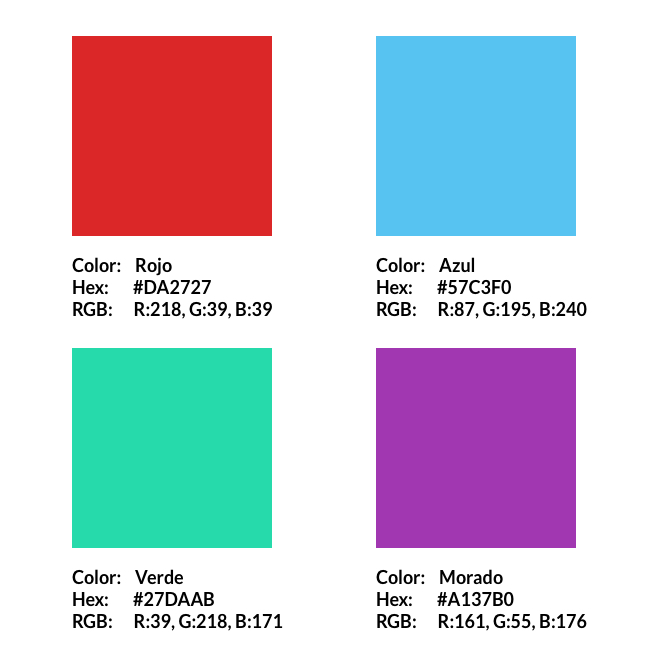 Color: Rojo
Hex: #DA2727
RGB: R:218, G:39, B:39
Color: Azul
Hex: #57C3F0
RGB: R:87, G:195, B:240
Color: Verde
Hex: #27DAAB
RGB: R:39, G:218, B:171
Color: Morado
Hex: #A137B0
RGB: R:161, G:55, B:176